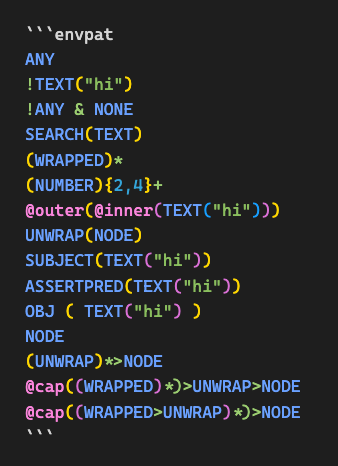 ```envpat
ANY
!TEXT("hi")
!ANY & NONE
SEARCH(TEXT)
(WRAPPED)*
(NUMBER){2,4}+
@outer(@inner(TEXT("hi")))
UNWRAP(NODE)
SUBJECT(TEXT("hi"))
ASSERTPRED(TEXT("hi"))
OBJ ( TEXT("hi") )
NODE
(UNWRAP)*>NODE
@cap((WRAPPED)*)>UNWRAP>NODE
@cap((WRAPPED>UNWRAP)*)>NODE
```